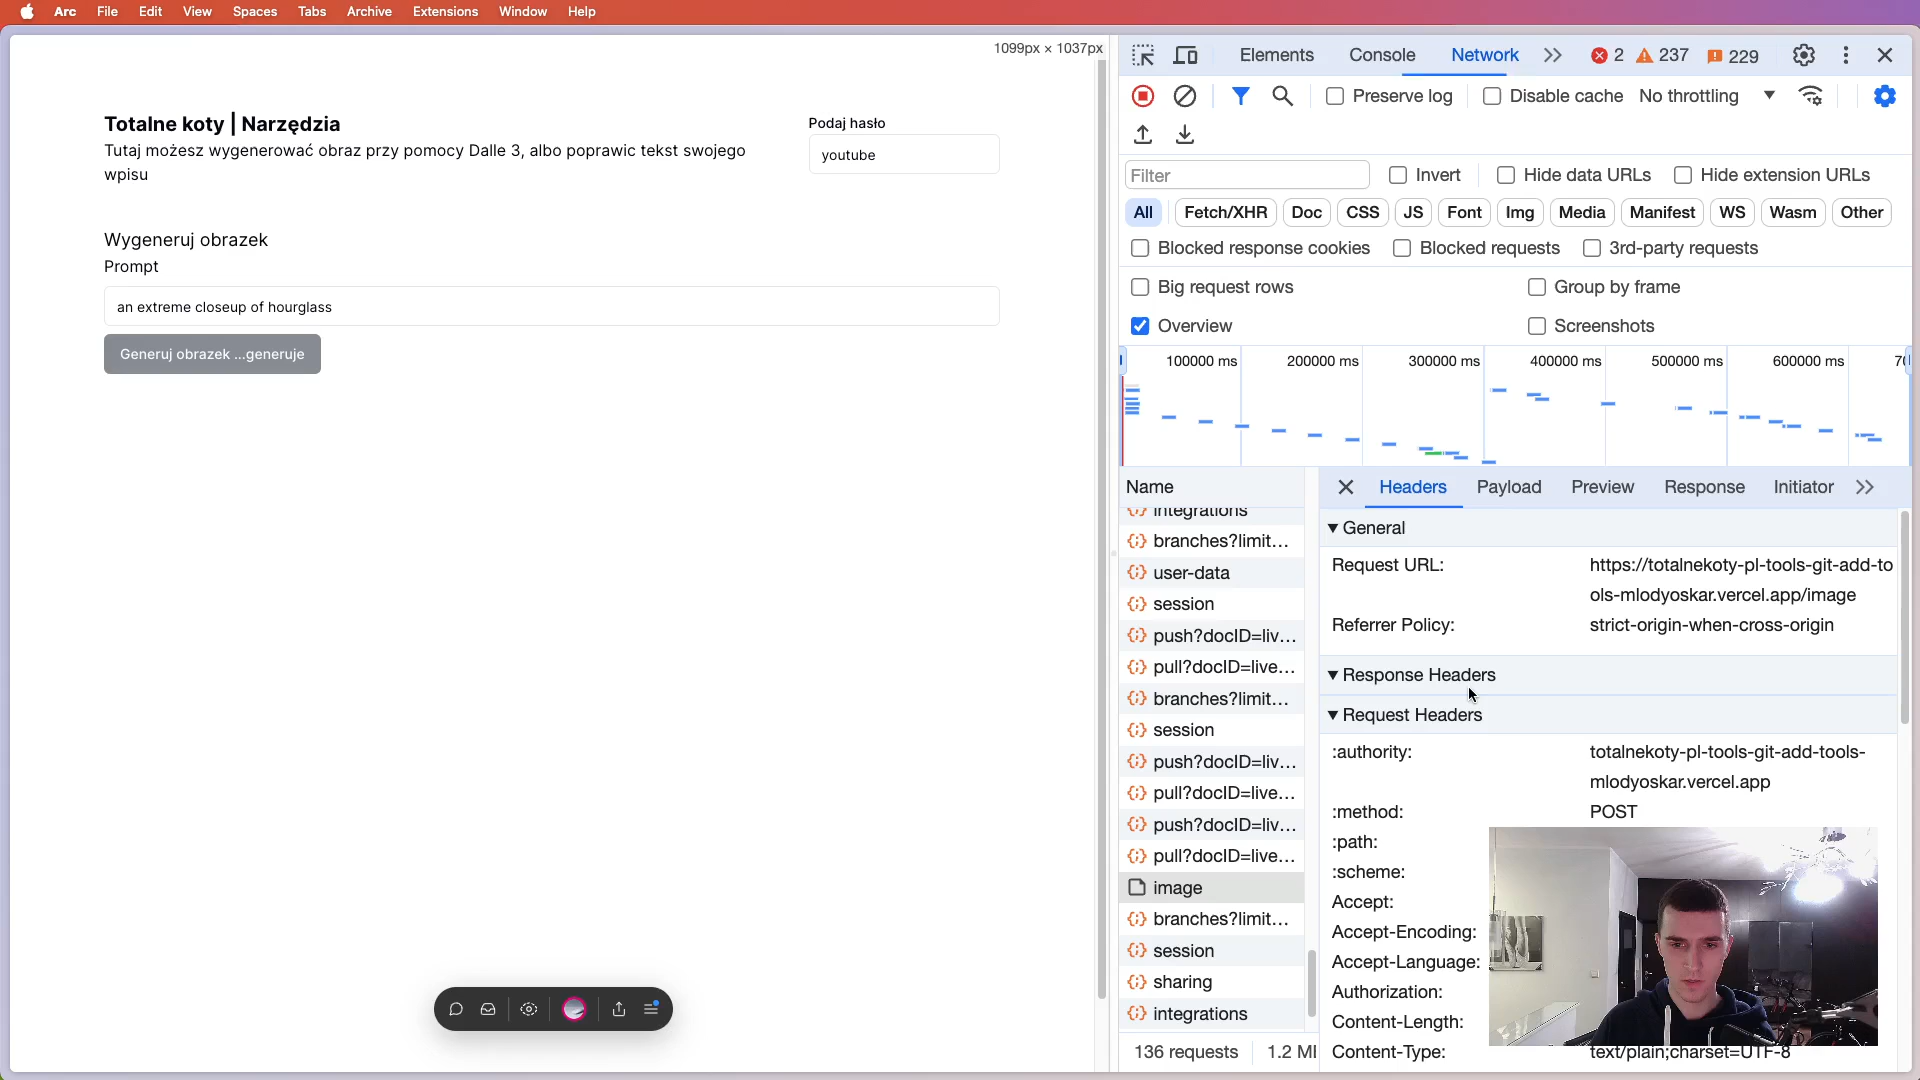 Arc File Edit View Spaces Tabs Archive Extensions Window Help
1099px × 1037px
Totalne koty | Narzędzia
Tutaj możesz wygenerować obraz przy pomocy Dalle 3, albo poprawic tekst swojego
wpisu
Podaj hasło
youtube
Wygeneruj obrazek
Prompt
an extreme closeup of hourglass
Generuj obrazek ...generuje
Elements Console Network 2 237 229
Preserve log Disable cache No throttling
Filter Invert Hide data URLs Hide extension URLs
All Fetch/XHR Doc CSS JS Font Img Media Manifest WS Wasm Other
Blocked response cookies Blocked requests 3rd-party requests
Big request rows Group by frame
Overview Screenshots
100000 ms 200000 ms 300000 ms 400000 ms 500000 ms 600000 ms
Name
integrations
branches?limit...
user-data
session
push?docID=liv...
pull?docID=live...
branches?limit...
session
push?docID=liv...
pull?docID=live...
push?docID=liv...
pull?docID=live...
image
branches?limit...
session
sharing
integrations
136 requests 1.2 M
Headers Payload Preview Response Initiator
General
Request URL: https://totalnekoty-pl-tools-git-add-to
ols-mlodyoskar.vercel.app/image
Referrer Policy: strict-origin-when-cross-origin
Response Headers
Request Headers
:authority: totalnekoty-pl-tools-git-add-tools-
mlodyoskar.vercel.app
:method: POST
:path:
:scheme:
Accept:
Accept-Encoding:
Accept-Language:
Authorization:
Content-Length:
Content-Type: text/plain;charset=UTF-8